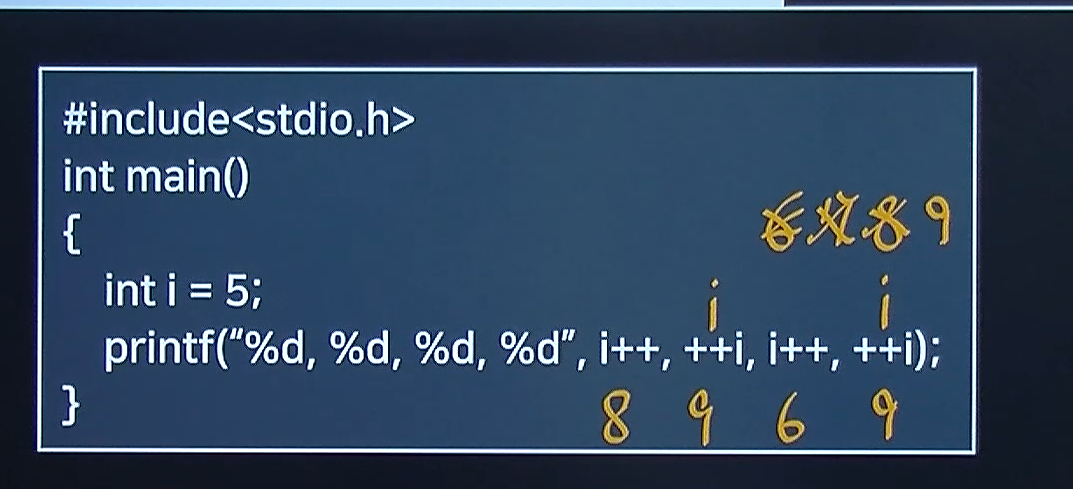 #include<stdio.h>
int main()
{
6 7 8 9
int i = 5;
i i
printf(“%d, %d, %d, %d”, i++, ++i, i++, ++i);
}
8 9 6 9